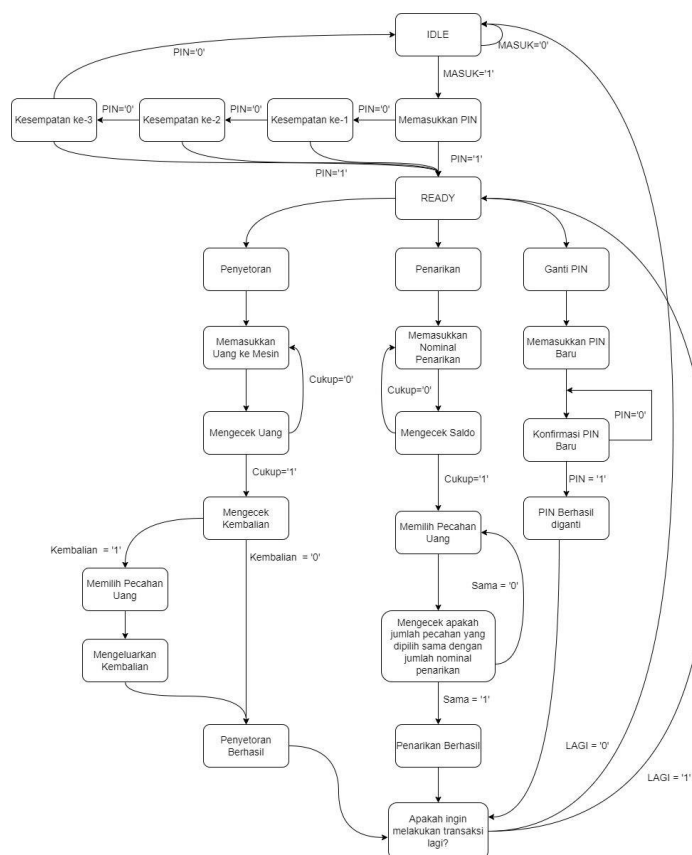 IDLE
PIN='0'
MASUK='0'
MASUK='1'
PIN='0'
PIN='0'
PIN='0'
Kesempatan ke-3
Kesempatan ke-2
Kesempatan ke-1
Memasukkan PIN
PIN='1'
PIN='1'
READY
Penyetoran
Penarikan
Ganti PIN
Memasukkan
Uang ke Mesin
Memasukkan
Nominal
Penarikan
Memasukkan PIN
Baru
Cukup='0'
Cukup='0'
PIN='0'
Mengecek Uang
Mengecek Saldo
Konfirmasi PIN
Baru
Cukup='1'
Cukup='1'
PIN = '1'
Mengecek
Kembalian
Memilih Pecahan
Uang
PIN Berhasil
diganti
Kembalian = '1'
Kembalian = '0'
Memilih Pecahan
Uang
Sama = '0'
Mengecek apakah
jumlah pecahan yang
dipilih sama dengan
jumlah nominal
penarikan
Mengeluarkan
Kembalian
Sama = '1'
Penyetoran
Berhasil
Penarikan Berhasil
LAGI = '0'
LAGI = '1'
Apakah ingin
melakukan transaksi
lagi?